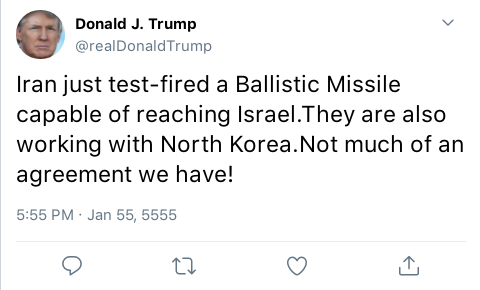 Donald J. Trump
@realDonaldTrump
Iran just test-fired a Ballistic Missile
capable of reaching Israel.They are also
working with North Korea.Not much of an
agreement we have!
5:55 PM · Jan 55, 5555